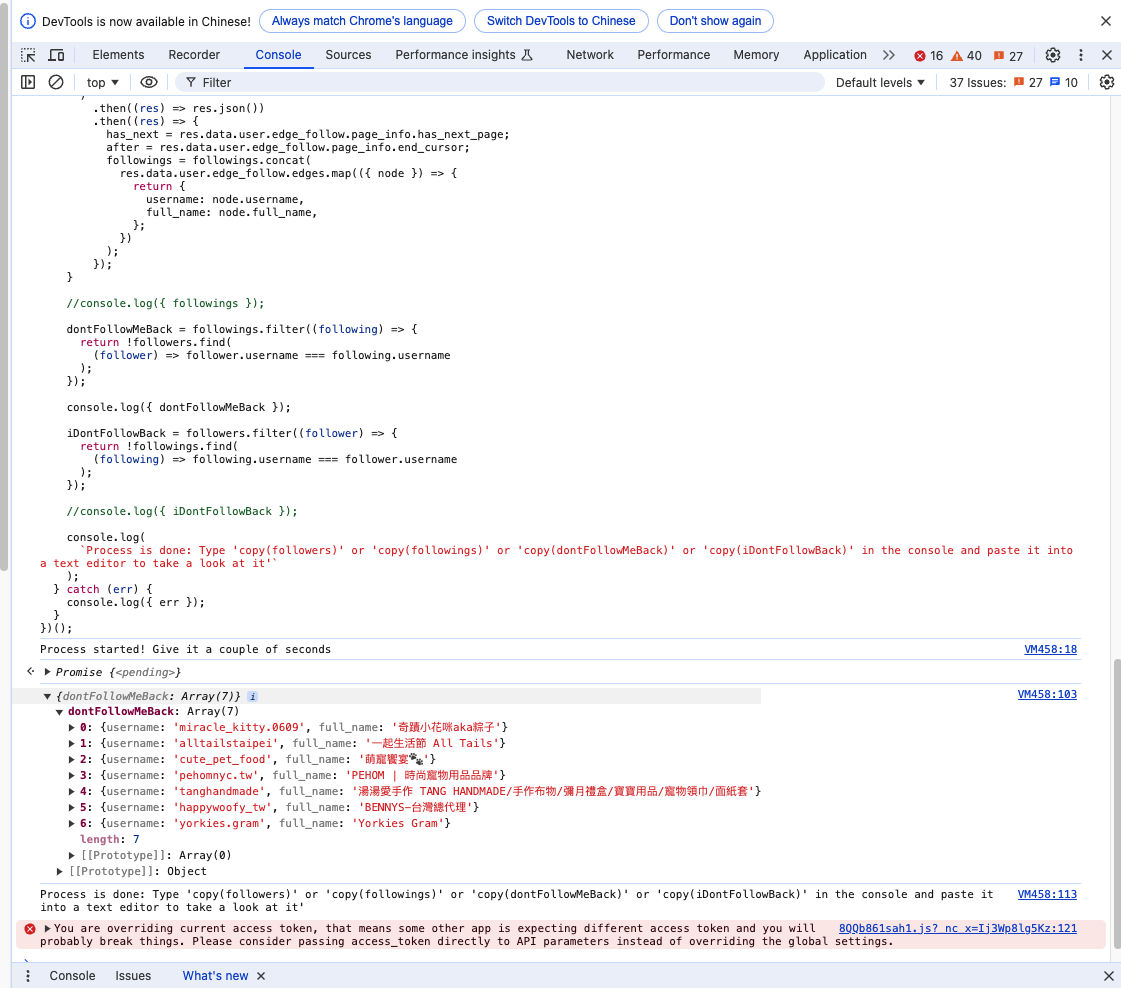 DevTools is now available in Chinese! Always match Chrome's language Switch DevTools to Chinese Don't show again
Elements Recorder Console Sources Performance insights Network Performance Memory Application 16 40 27
top Filter Default levels 37 Issues: 27 10
.then((res) => res.json())
.then((res) => {
has_next = res.data.user.edge_follow.page_info.has_next_page;
after = res.data.user.edge_follow.page_info.end_cursor;
followings = followings.concat(
res.data.user.edge_follow.edges.map(({ node }) => {
return {
username: node.username,
full_name: node.full_name,
};
})
);
});
}
//console.log({ followings });
dontFollowMeBack = followings.filter((following) => {
return !followers.find(
(follower) => follower.username === following.username
);
});
console.log({ dontFollowMeBack });
iDontFollowBack = followers.filter((follower) => {
return !followings.find(
(following) => following.username === follower.username
);
});
//console.log({ iDontFollowBack });
console.log(
`Process is done: Type 'copy(followers)' or 'copy(followings)' or 'copy(dontFollowMeBack)' or 'copy(iDontFollowBack)' in the console and paste it into
a text editor to take a look at it'`
);
} catch (err) {
console.log({ err });
}
})();
Process started! Give it a couple of seconds VM458:18
Promise {<pending>}
{dontFollowMeBack: Array(7)} i VM458:103
dontFollowMeBack: Array(7)
0: {username: 'miracle_kitty.0609', full_name: '奇蹟小花咪aka粽子'}
1: {username: 'alltailstaipei', full_name: '一起生活節 All Tails'}
2: {username: 'cute_pet_food', full_name: '萌寵饗宴🐾'}
3: {username: 'pehomnyc.tw', full_name: 'PEHOM | 時尚寵物用品品牌'}
4: {username: 'tanghandmade', full_name: '湯湯愛手作 TANG HANDMADE/手作布物/彌月禮盒/寶寶用品/寵物領巾/面紙套'}
5: {username: 'happywoofy_tw', full_name: 'BENNYS-台灣總代理'}
6: {username: 'yorkies.gram', full_name: 'Yorkies Gram'}
length: 7
[[Prototype]]: Array(0)
[[Prototype]]: Object
Process is done: Type 'copy(followers)' or 'copy(followings)' or 'copy(dontFollowMeBack)' or 'copy(iDontFollowBack)' in the console and paste it VM458:113
into a text editor to take a look at it'
You are overriding current access token, that means some other app is expecting different access token and you will 8QQb861sah1.js?_nc_x=Ij3Wp8lg5Kz:121
probably break things. Please consider passing access_token directly to API parameters instead of overriding the global settings.
Console Issues What's new